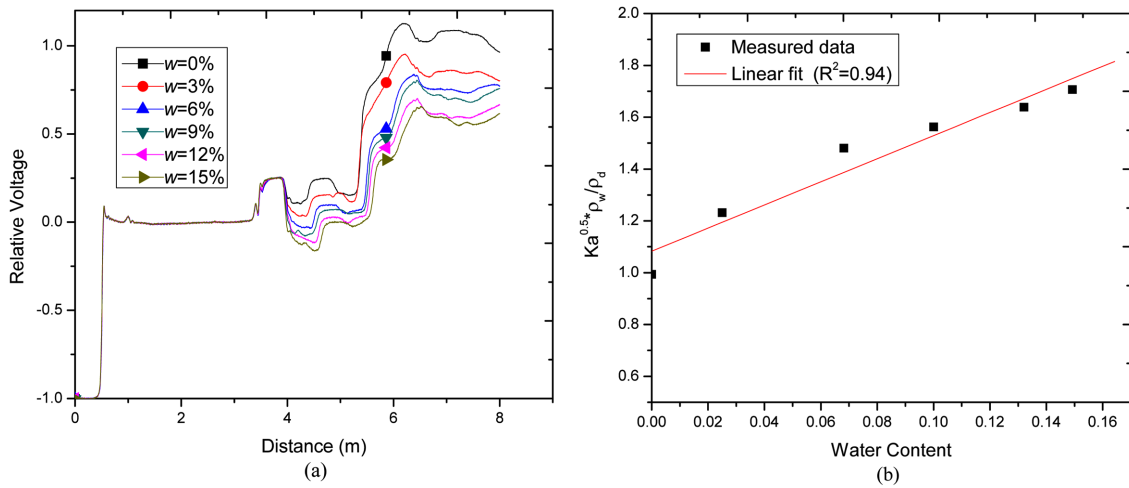 1.0
0.5
0.0
-0.5
-1.0
Relative Voltage
w=0%
w=3%
w=6%
w=9%
w=12%
w=15%
0
2
4
6
8
Distance (m)
(a)
2.0
1.8
1.6
1.4
1.2
1.0
0.8
0.6
Ka^0.5*ρw/ρd
Measured data
Linear fit (R²=0.94)
0.00
0.02
0.04
0.06
0.08
0.10
0.12
0.14
0.16
Water Content
(b)